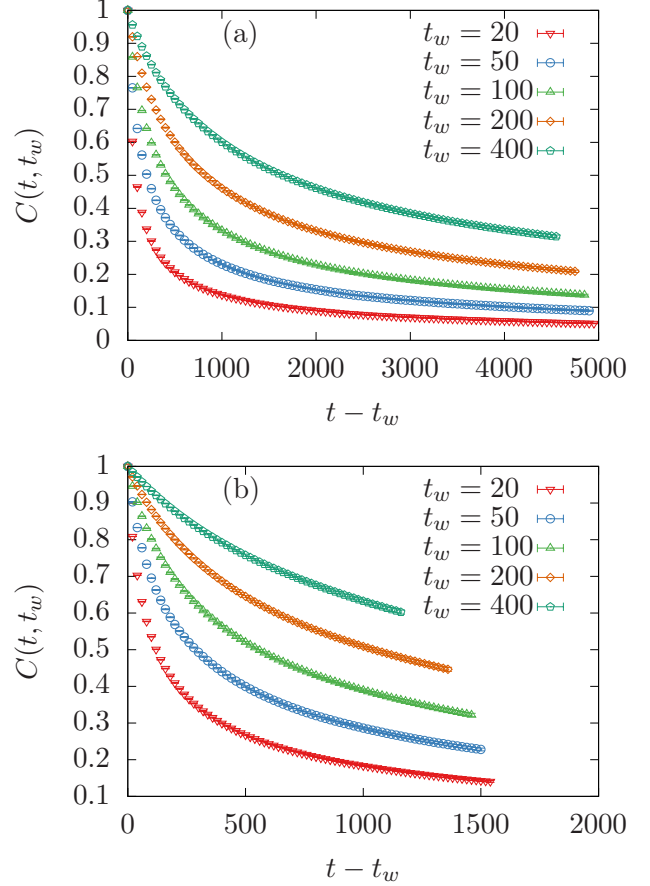 (a)
t_w = 20
t_w = 50
t_w = 100
t_w = 200
t_w = 400
1
0.9
0.8
0.7
0.6
0.5
0.4
0.3
0.2
0.1
0
C(t, t_w)
0 1000 2000 3000 4000 5000
t − t_w
(b)
t_w = 20
t_w = 50
t_w = 100
t_w = 200
t_w = 400
1
0.9
0.8
0.7
0.6
0.5
0.4
0.3
0.2
0.1
C(t, t_w)
0 500 1000 1500 2000
t − t_w